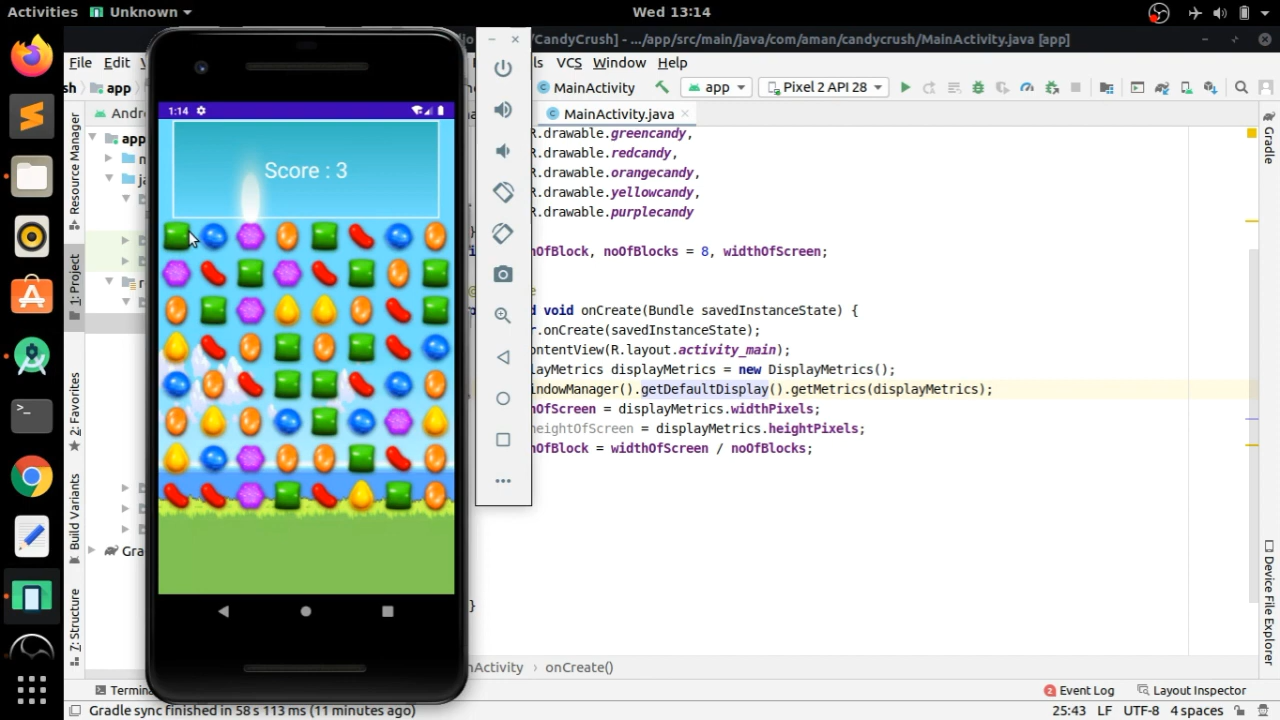 Activities
Unknown
Wed 13:14
[CandyCrush] - .../app/src/main/java/com/aman/candycrush/MainActivity.java [app]
File Edit VCS Window Help
app
MainActivity
app
Pixel 2 API 28
MainActivity.java
1:14
Score : 3
R.drawable.greencandy,
R.drawable.redcandy,
R.drawable.orangecandy,
R.drawable.yellowcandy,
R.drawable.purplecandy
nOfBlock, noOfBlocks = 8, widthOfScreen;
d void onCreate(Bundle savedInstanceState) {
r.onCreate(savedInstanceState);
ontentView(R.layout.activity_main);
layMetrics displayMetrics = new DisplayMetrics();
indowManager().getDefaultDisplay().getMetrics(displayMetrics);
hOfScreen = displayMetrics.widthPixels;
heightOfScreen = displayMetrics.heightPixels;
hOfBlock = widthOfScreen / noOfBlocks;
}
Resource Manager
1: Project
2: Favorites
Build Variants
7: Structure
Gradle
Device File Explorer
app
Gra
nActivity › onCreate()
Termina
2 Event Log
Layout Inspector
Gradle sync finished in 58 s 113 ms (11 minutes ago)
25:43 LF UTF-8 4 spaces